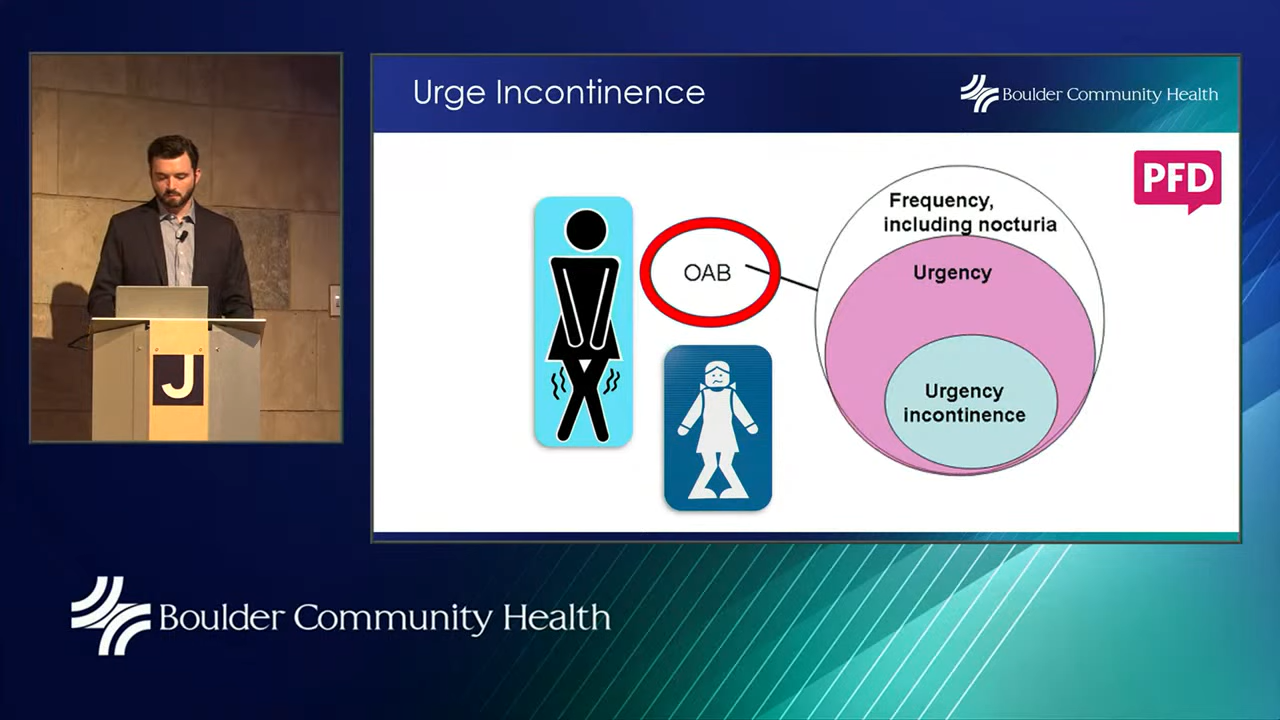 Urge Incontinence
Boulder Community Health
PFD
Frequency,
including nocturia
OAB
Urgency
Urgency
incontinence
J
Boulder Community Health